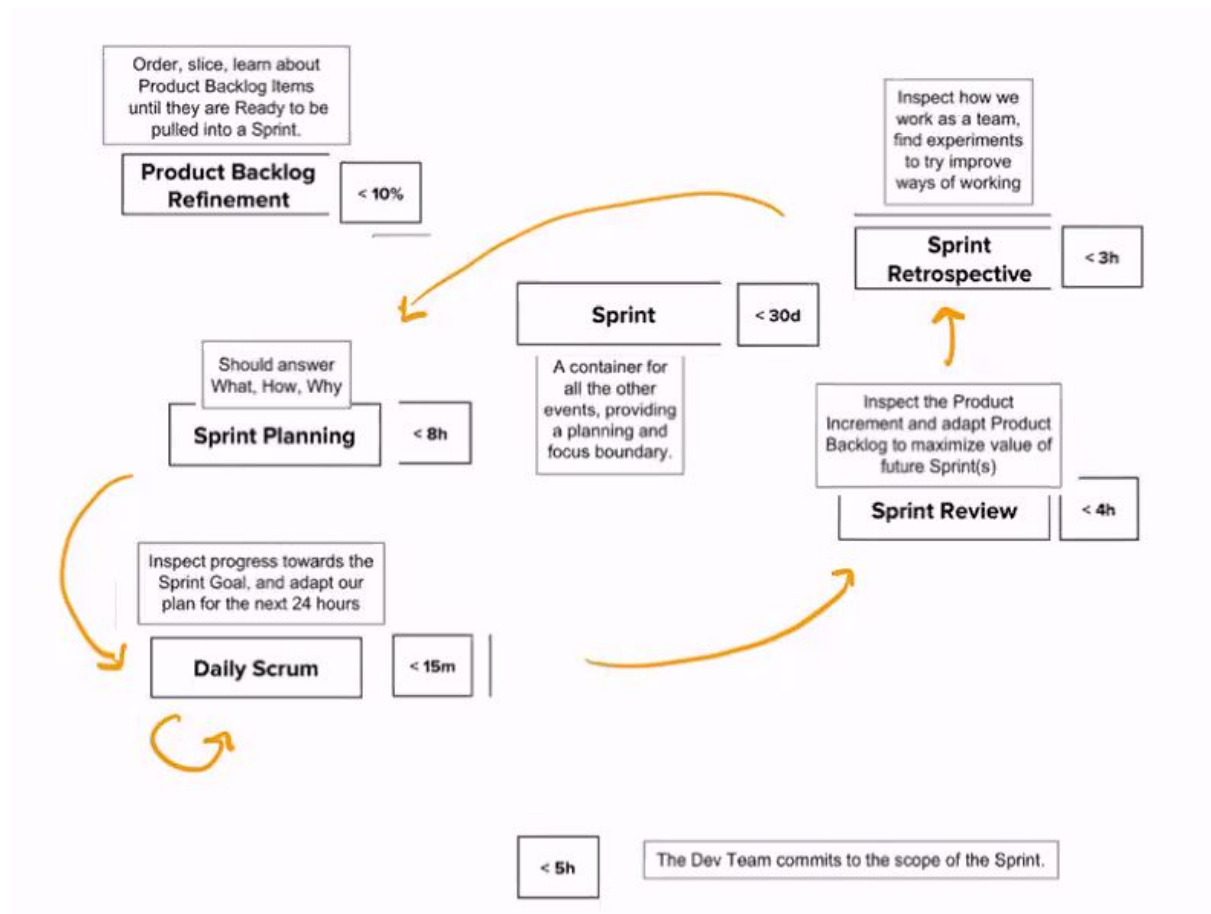 Order, slice, learn about
Product Backlog Items
until they are Ready to be
pulled into a Sprint.
Product Backlog
Refinement
< 10%
Inspect how we
work as a team,
find experiments
to try improve
ways of working
Sprint
Retrospective
< 3h
Sprint
< 30d
A container for
all the other
events, providing
a planning and
focus boundary.
Should answer
What, How, Why
Sprint Planning
< 8h
Inspect the Product
Increment and adapt Product
Backlog to maximize value of
future Sprint(s)
Sprint Review
< 4h
Inspect progress towards the
Sprint Goal, and adapt our
plan for the next 24 hours
Daily Scrum
< 15m
< 5h
The Dev Team commits to the scope of the Sprint.